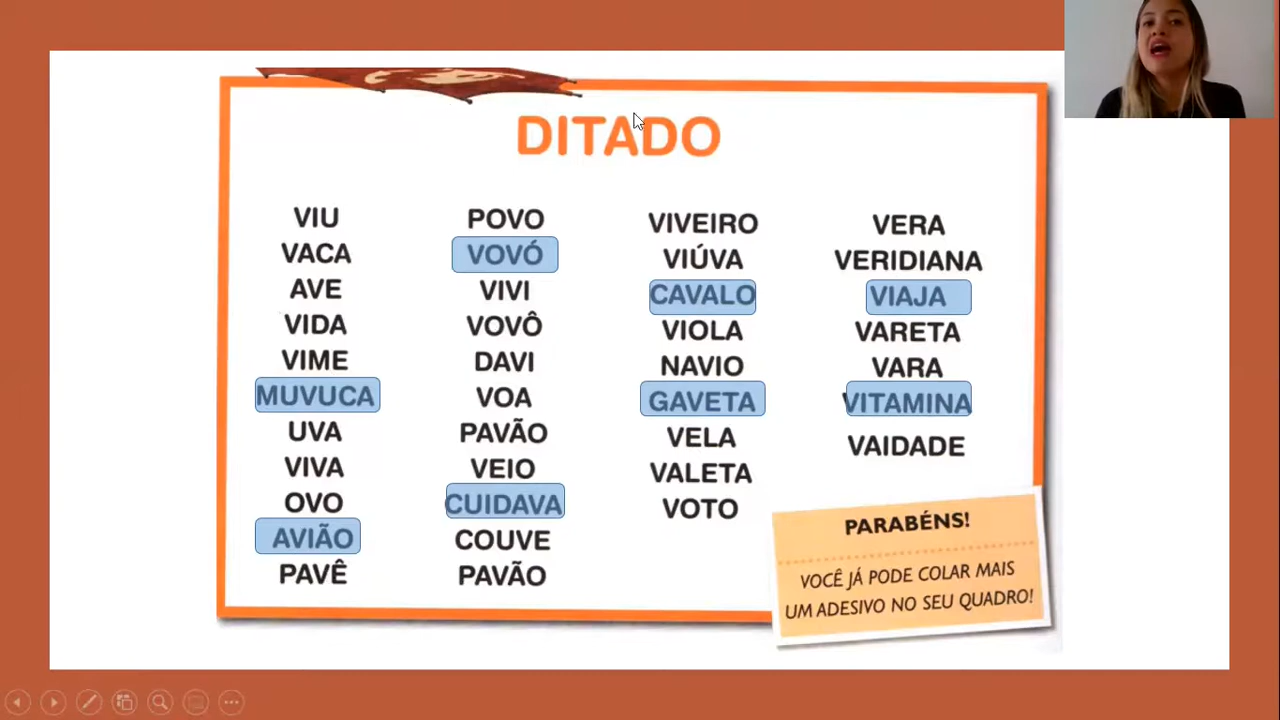 DITADO
VIU
VACA
AVE
VIDA
VIME
MUVUCA
UVA
VIVA
OVO
AVIÃO
PAVÊ
POVO
VOVÓ
VIVI
VOVÔ
DAVI
VOA
PAVÃO
VEIO
CUIDAVA
COUVE
PAVÃO
VIVEIRO
VIÚVA
CAVALO
VIOLA
NAVIO
GAVETA
VELA
VALETA
VOTO
VERA
VERIDIANA
VIAJA
VARETA
VARA
VITAMINA
VAIDADE
PARABÉNS!
VOCÊ JÁ PODE COLAR MAIS
UM ADESIVO NO SEU QUADRO!